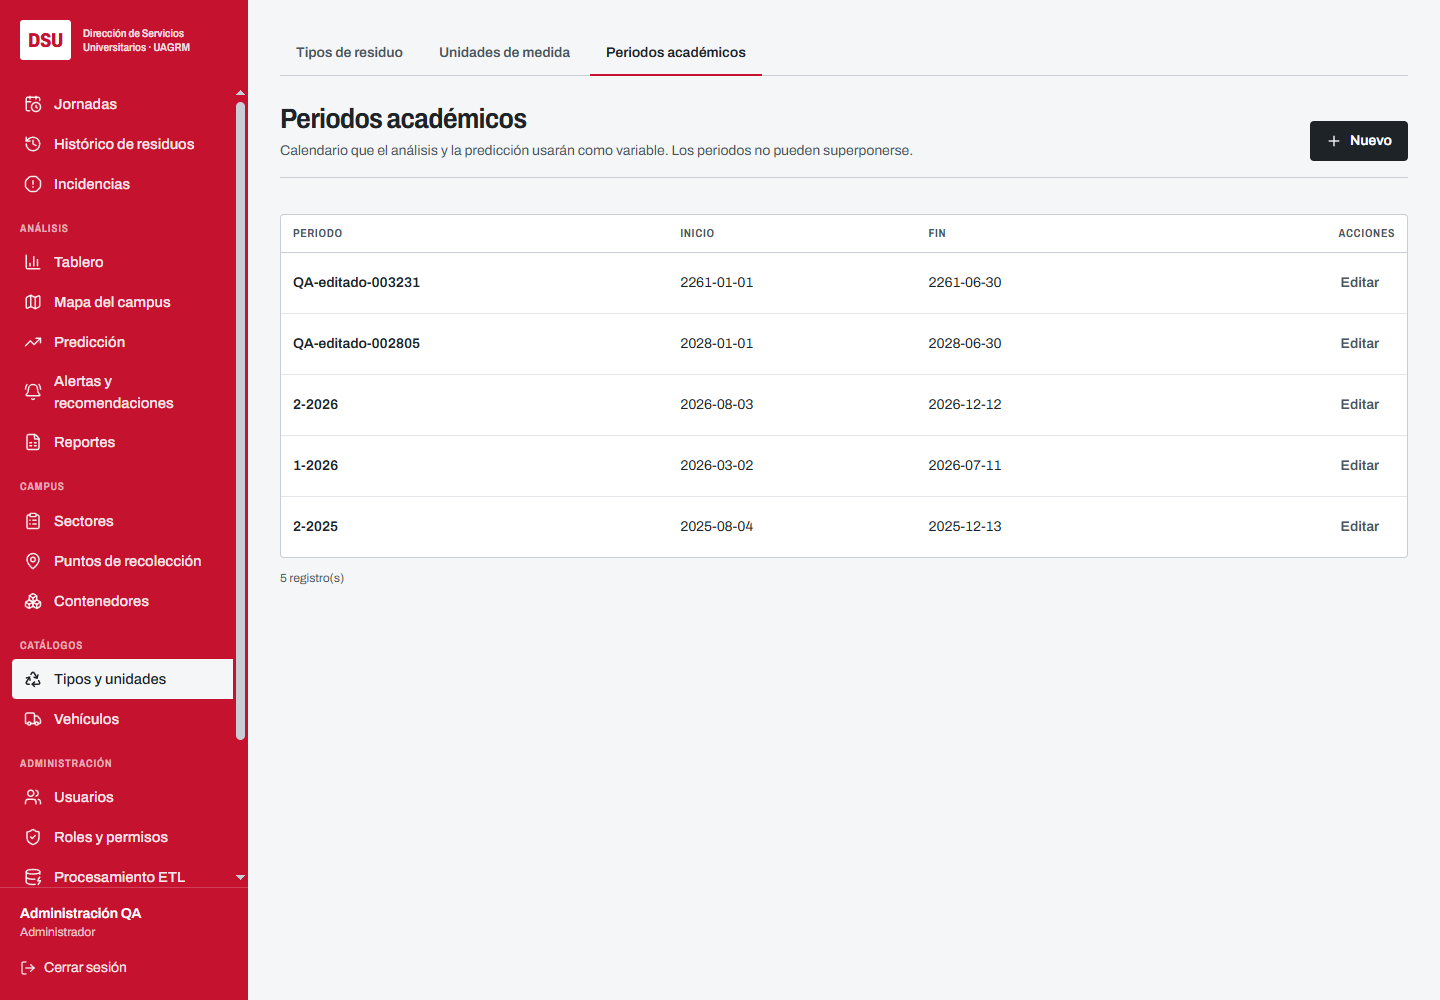 DSU
Dirección de Servicios
Universitarios · UAGRM
Jornadas
Histórico de residuos
Incidencias
ANÁLISIS
Tablero
Mapa del campus
Predicción
Alertas y
recomendaciones
Reportes
CAMPUS
Sectores
Puntos de recolección
Contenedores
CATÁLOGOS
Tipos y unidades
Vehículos
ADMINISTRACIÓN
Usuarios
Roles y permisos
Procesamiento ETL
Administración QA
Administrador
Cerrar sesión
Tipos de residuo Unidades de medida Periodos académicos
Periodos académicos
Calendario que el análisis y la predicción usarán como variable. Los periodos no pueden superponerse.
Nuevo
PERIODO INICIO FIN ACCIONES
QA-editado-003231 2261-01-01 2261-06-30 Editar
QA-editado-002805 2028-01-01 2028-06-30 Editar
2-2026 2026-08-03 2026-12-12 Editar
1-2026 2026-03-02 2026-07-11 Editar
2-2025 2025-08-04 2025-12-13 Editar
5 registro(s)